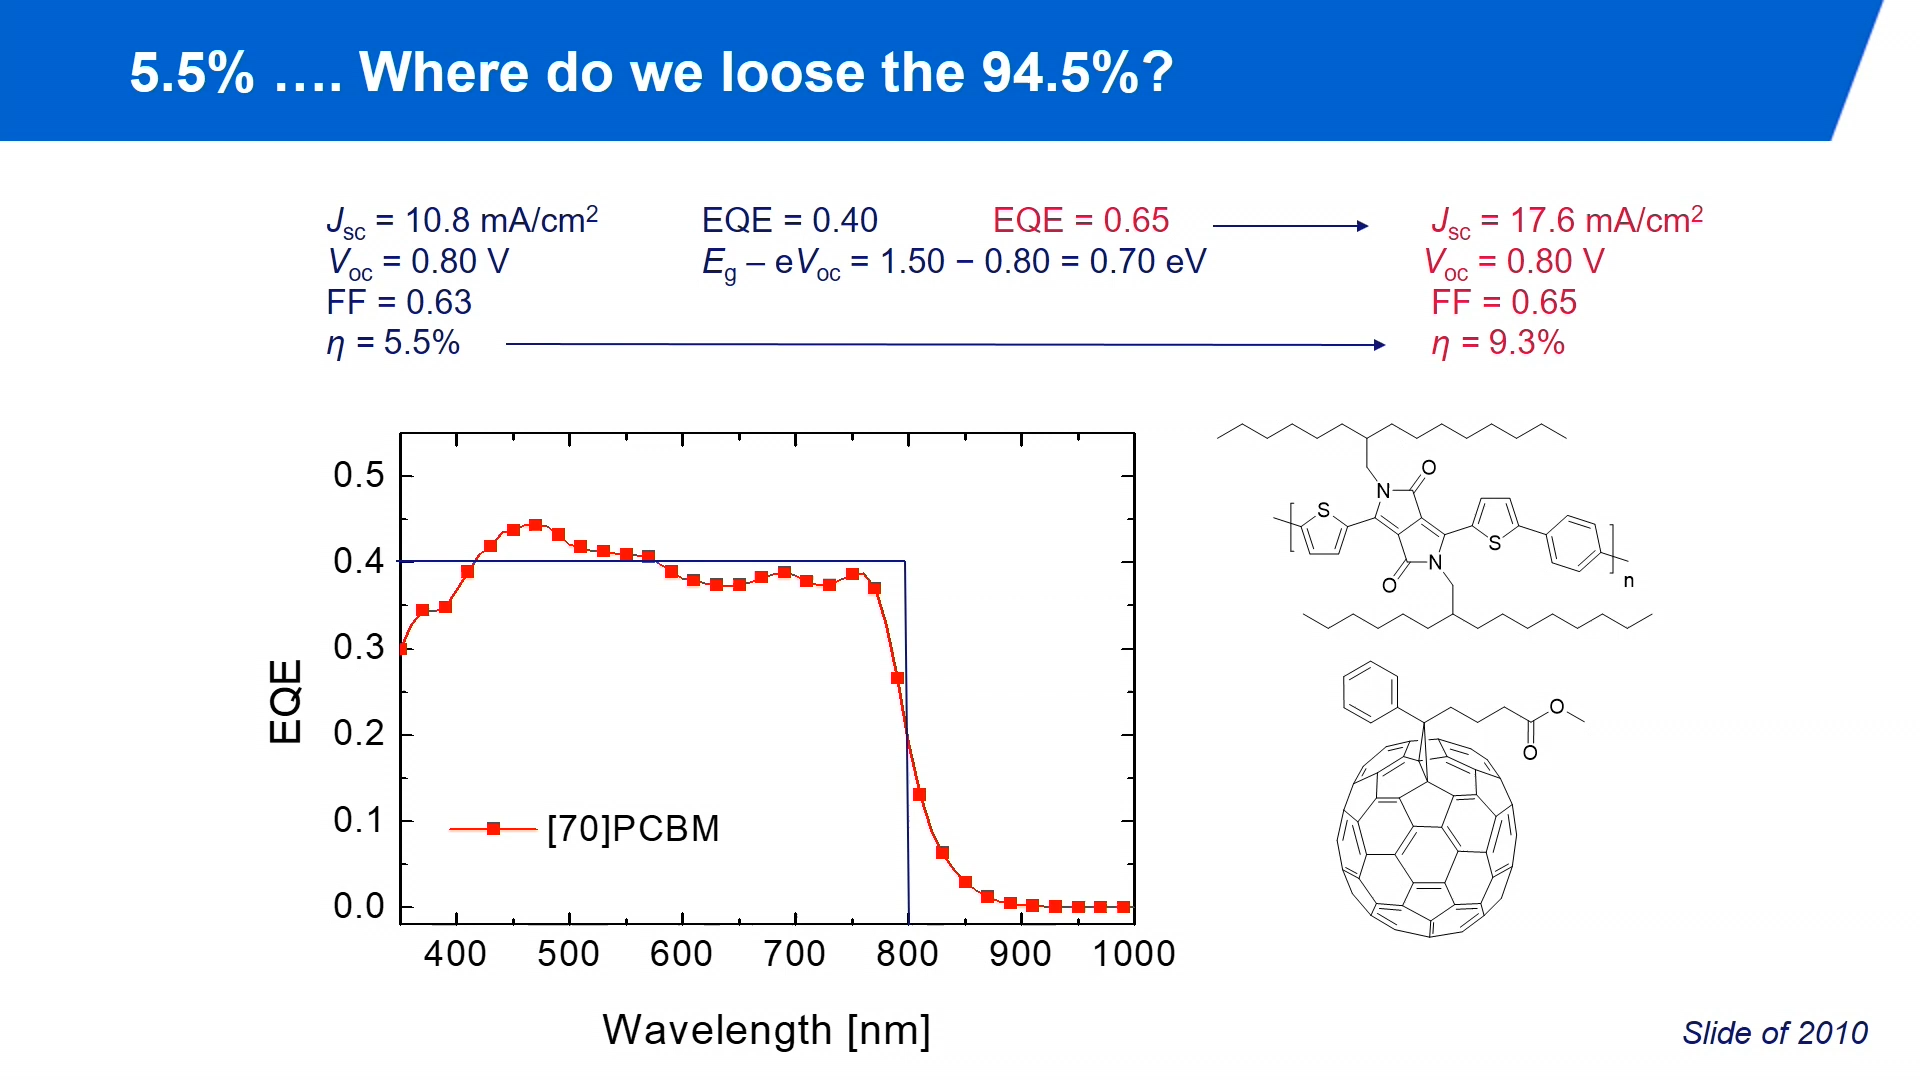 5.5% …. Where do we loose the 94.5%?
Jsc = 10.8 mA/cm² EQE = 0.40 EQE = 0.65 Jsc = 17.6 mA/cm²
Voc = 0.80 V Eg – eVoc = 1.50 − 0.80 = 0.70 eV Voc = 0.80 V
FF = 0.63 FF = 0.65
η = 5.5% η = 9.3%
0.5
0.4
0.3
0.2
0.1
0.0
EQE
[70]PCBM
400 500 600 700 800 900 1000
Wavelength [nm]
O
N
S
S
N
O
n
O
O
Slide of 2010